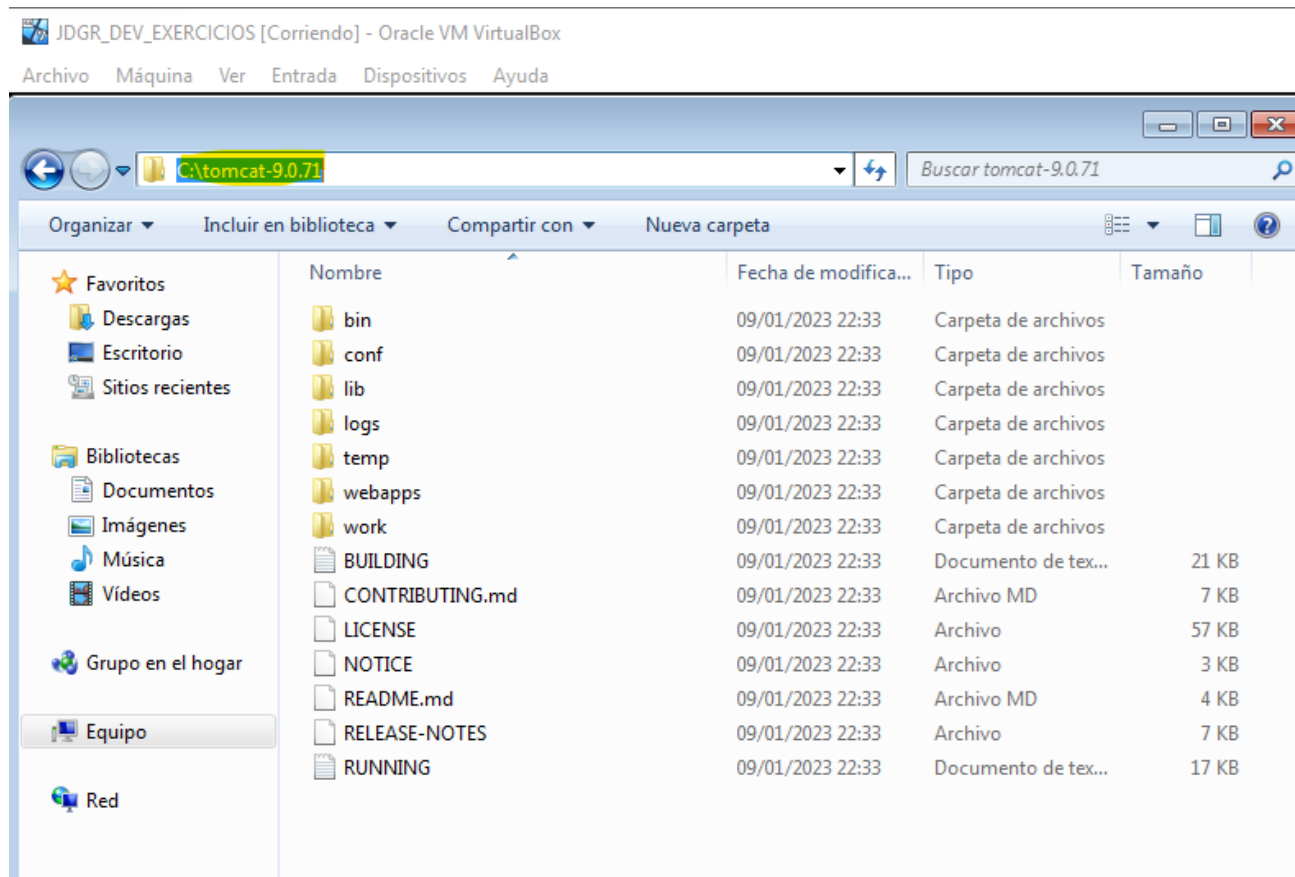 JDGR_DEV_EXERCICIOS [Corriendo] - Oracle VM VirtualBox
Archivo Máquina Ver Entrada Dispositivos Ayuda
C:\tomcat-9.0.71
Buscar tomcat-9.0.71
Organizar Incluir en biblioteca Compartir con Nueva carpeta
Favoritos
Descargas
Escritorio
Sitios recientes
Bibliotecas
Documentos
Imágenes
Música
Vídeos
Grupo en el hogar
Equipo
Red
Nombre Fecha de modifica... Tipo Tamaño
bin 09/01/2023 22:33 Carpeta de archivos
conf 09/01/2023 22:33 Carpeta de archivos
lib 09/01/2023 22:33 Carpeta de archivos
logs 09/01/2023 22:33 Carpeta de archivos
temp 09/01/2023 22:33 Carpeta de archivos
webapps 09/01/2023 22:33 Carpeta de archivos
work 09/01/2023 22:33 Carpeta de archivos
BUILDING 09/01/2023 22:33 Documento de tex... 21 KB
CONTRIBUTING.md 09/01/2023 22:33 Archivo MD 7 KB
LICENSE 09/01/2023 22:33 Archivo 57 KB
NOTICE 09/01/2023 22:33 Archivo 3 KB
README.md 09/01/2023 22:33 Archivo MD 4 KB
RELEASE-NOTES 09/01/2023 22:33 Archivo 7 KB
RUNNING 09/01/2023 22:33 Documento de tex... 17 KB